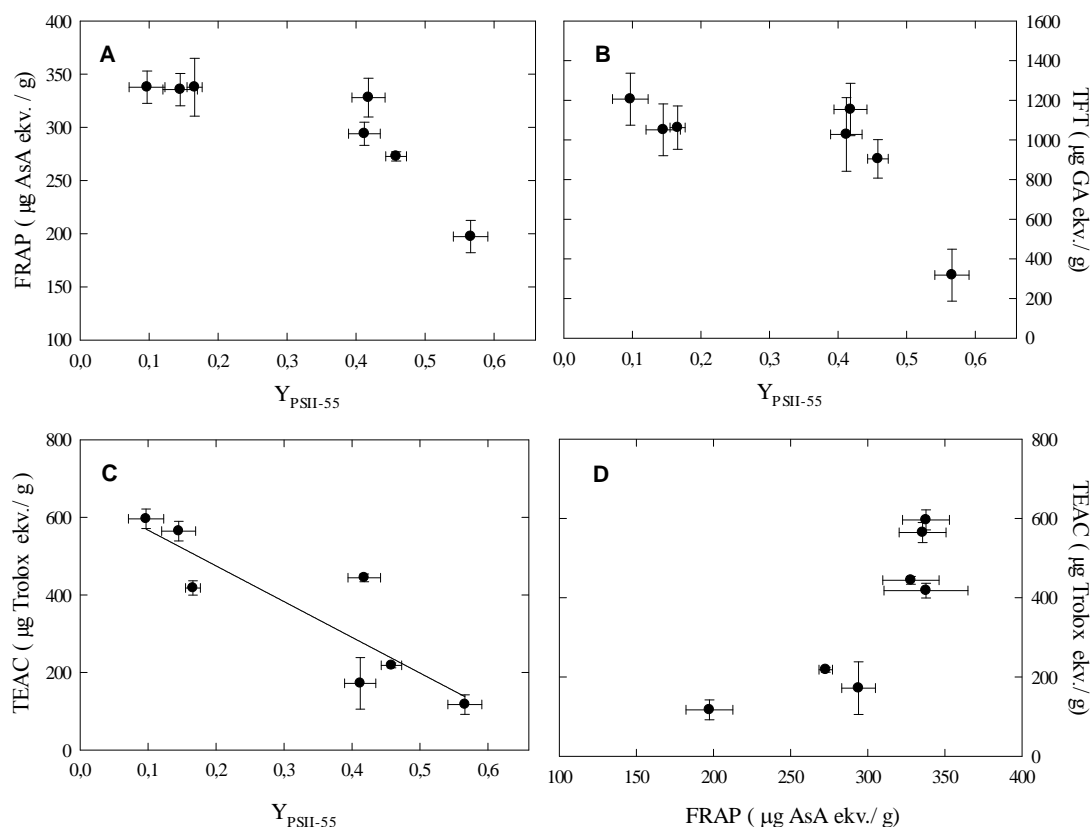 A
FRAP ( µg AsA ekv. / g )
400
350
300
250
200
150
100
0,0 0,1 0,2 0,3 0,4 0,5 0,6
Y PSII-55
B
1600
1400
1200
1000
800
600
400
200
0
TFT ( µg GA ekv./ g)
0,0 0,1 0,2 0,3 0,4 0,5 0,6
Y PSII-55
C
TEAC ( µg Trolox ekv./ g )
800
600
400
200
0
0,0 0,1 0,2 0,3 0,4 0,5 0,6
Y PSII-55
D
800
600
400
200
0
TEAC ( µg Trolox ekv./ g )
100 150 200 250 300 350 400
FRAP ( µg AsA ekv./ g )